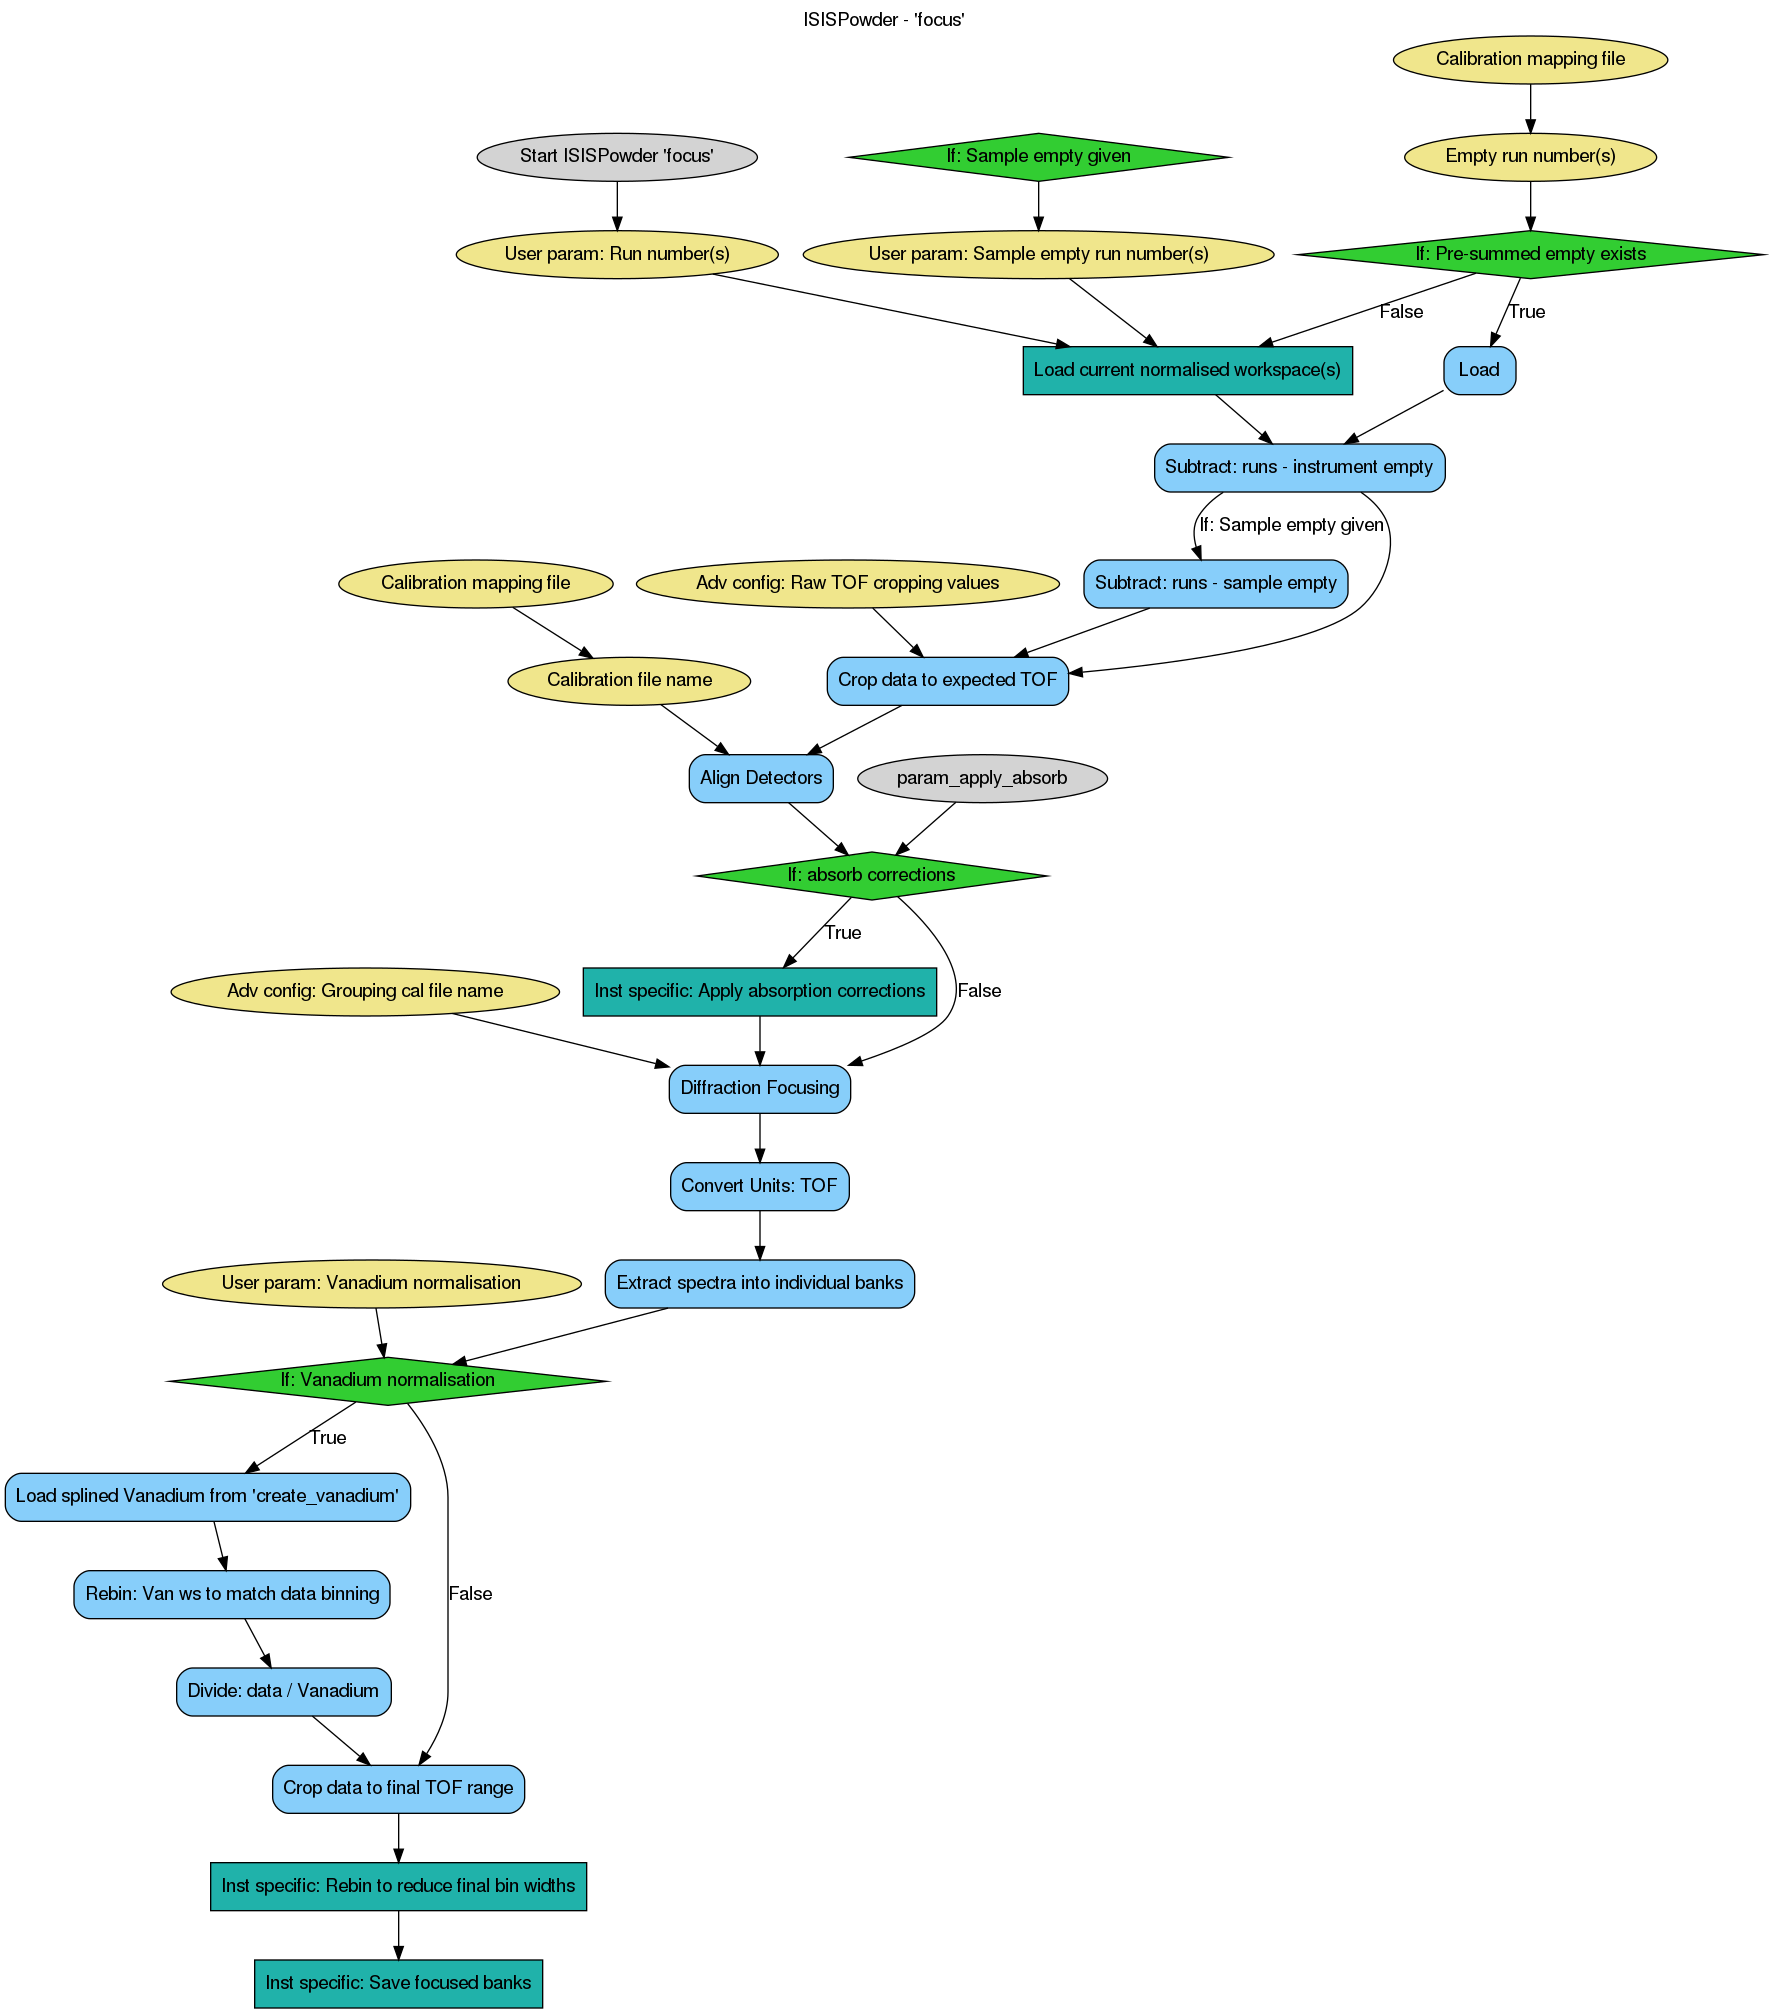 ISISPowder - 'focus'
Calibration mapping file
Start ISISPowder 'focus'
If: Sample empty given
Empty run number(s)
User param: Run number(s)
User param: Sample empty run number(s)
If: Pre-summed empty exists
False
True
Load current normalised workspace(s)
Load
Subtract: runs - instrument empty
If: Sample empty given
Calibration mapping file
Adv config: Raw TOF cropping values
Subtract: runs - sample empty
Calibration file name
Crop data to expected TOF
Align Detectors
param_apply_absorb
If: absorb corrections
True
Adv config: Grouping cal file name
Inst specific: Apply absorption corrections
False
Diffraction Focusing
Convert Units: TOF
User param: Vanadium normalisation
Extract spectra into individual banks
If: Vanadium normalisation
True
Load splined Vanadium from 'create_vanadium'
Rebin: Van ws to match data binning
False
Divide: data / Vanadium
Crop data to final TOF range
Inst specific: Rebin to reduce final bin widths
Inst specific: Save focused banks